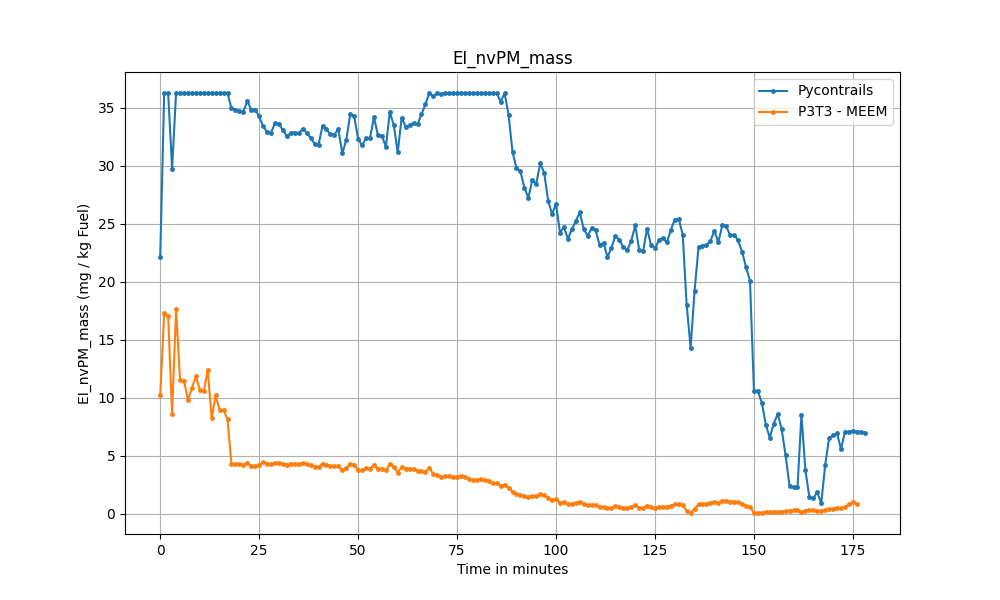 EI_nvPM_mass
Pycontrails
P3T3 - MEEM
EI_nvPM_mass (mg / kg Fuel)
35
30
25
20
15
10
5
0
0 25 50 75 100 125 150 175
Time in minutes